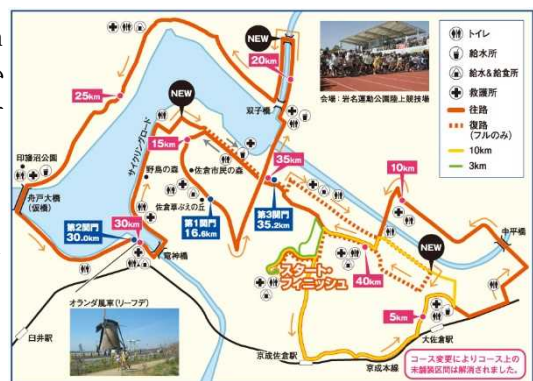 NEW
20km
会場：岩名運動公園陸上競技場
トイレ
給水所
給水&給食所
救護所
往路
復路
(フルのみ)
10km
3km
25km
NEW
双子橋
サイクリングロード
15km
佐倉市民の森
35km
10km
印旛沼公園
野鳥の森
舟戸大橋
(仮橋)
佐倉草ぶえの丘
第2関門
30.0km
30km
第1関門
16.6km
第3関門
35.2km
中平橋
竜神橋
NEW
スタート・
フィニッシュ
40km
オランダ風車(リーフデ)
5km
大佐倉駅
臼井駅
京成佐倉駅
京成本線
コース変更によりコース上の
未舗装区間は解消されました。